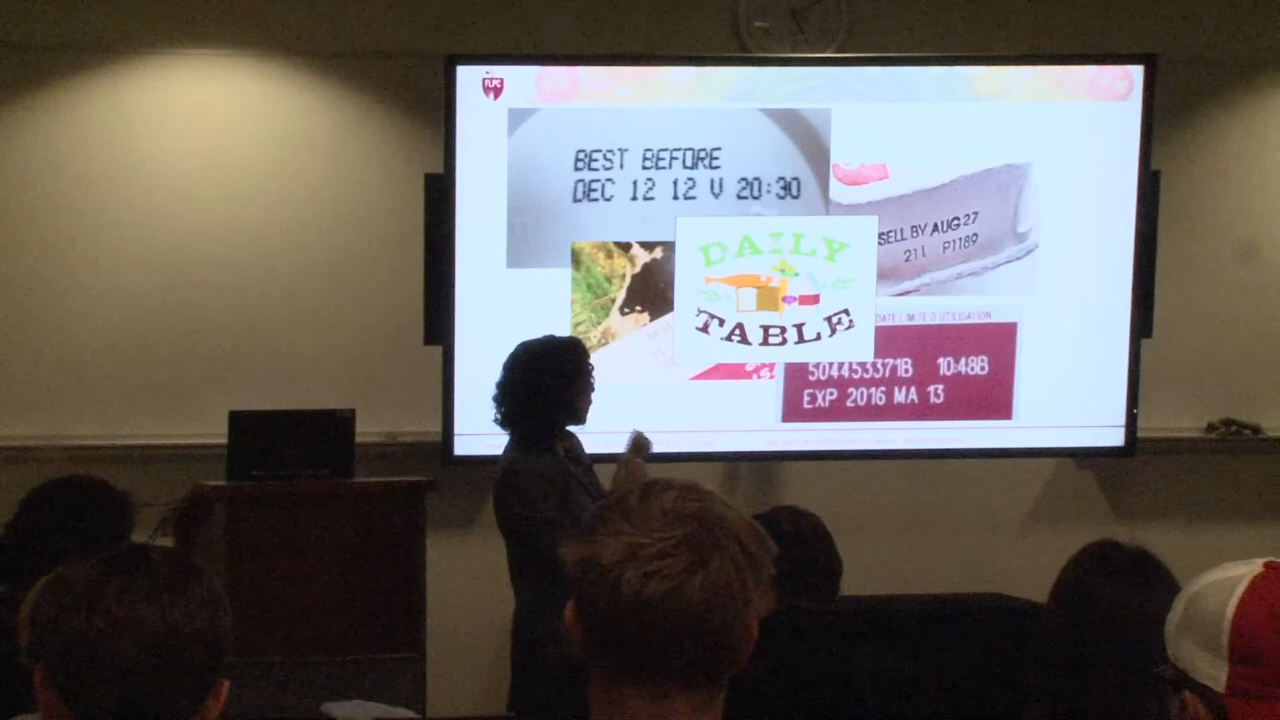 FLPC
BEST BEFORE
DEC 12 12 V 20:30
SELL BY AUG 27
211 P1189
DAILY
TABLE
DATE LIMITE D'UTILISATION
504453371B 10:48B
EXP 2016 MA 13